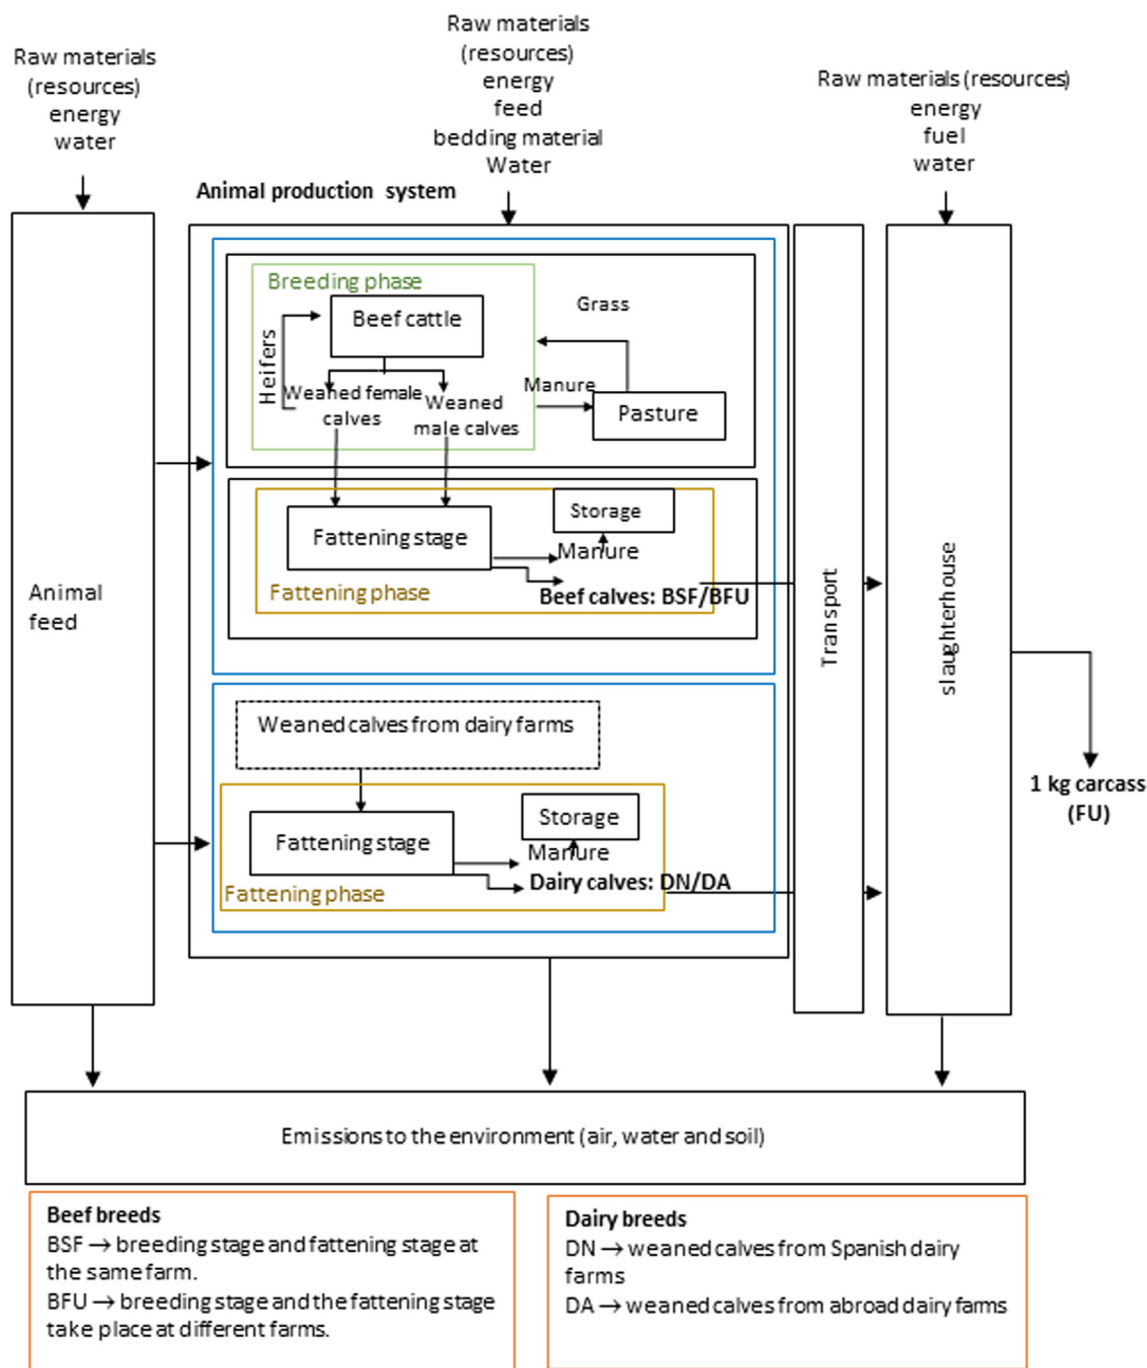 Raw materials
(resources)
energy
water
Raw materials
(resources)
energy
feed
bedding material
Water
Raw materials (resources)
energy
fuel
water
Animal production system
Breeding phase
Beef cattle
Heifers
Weaned female
calves
Weaned
male calves
Grass
Manure
Pasture
Fattening stage
Storage
Manure
Fattening phase
Beef calves: BSF/BFU
Animal
feed
Transport
slaughterhouse
Weaned calves from dairy farms
Fattening stage
Storage
Manure
Fattening phase
Dairy calves: DN/DA
1 kg carcass
(FU)
Emissions to the environment (air, water and soil)
Beef breeds
BSF → breeding stage and fattening stage at
the same farm.
BFU → breeding stage and the fattening stage
take place at different farms.
Dairy breeds
DN → weaned calves from Spanish dairy
farms
DA → weaned calves from abroad dairy farms